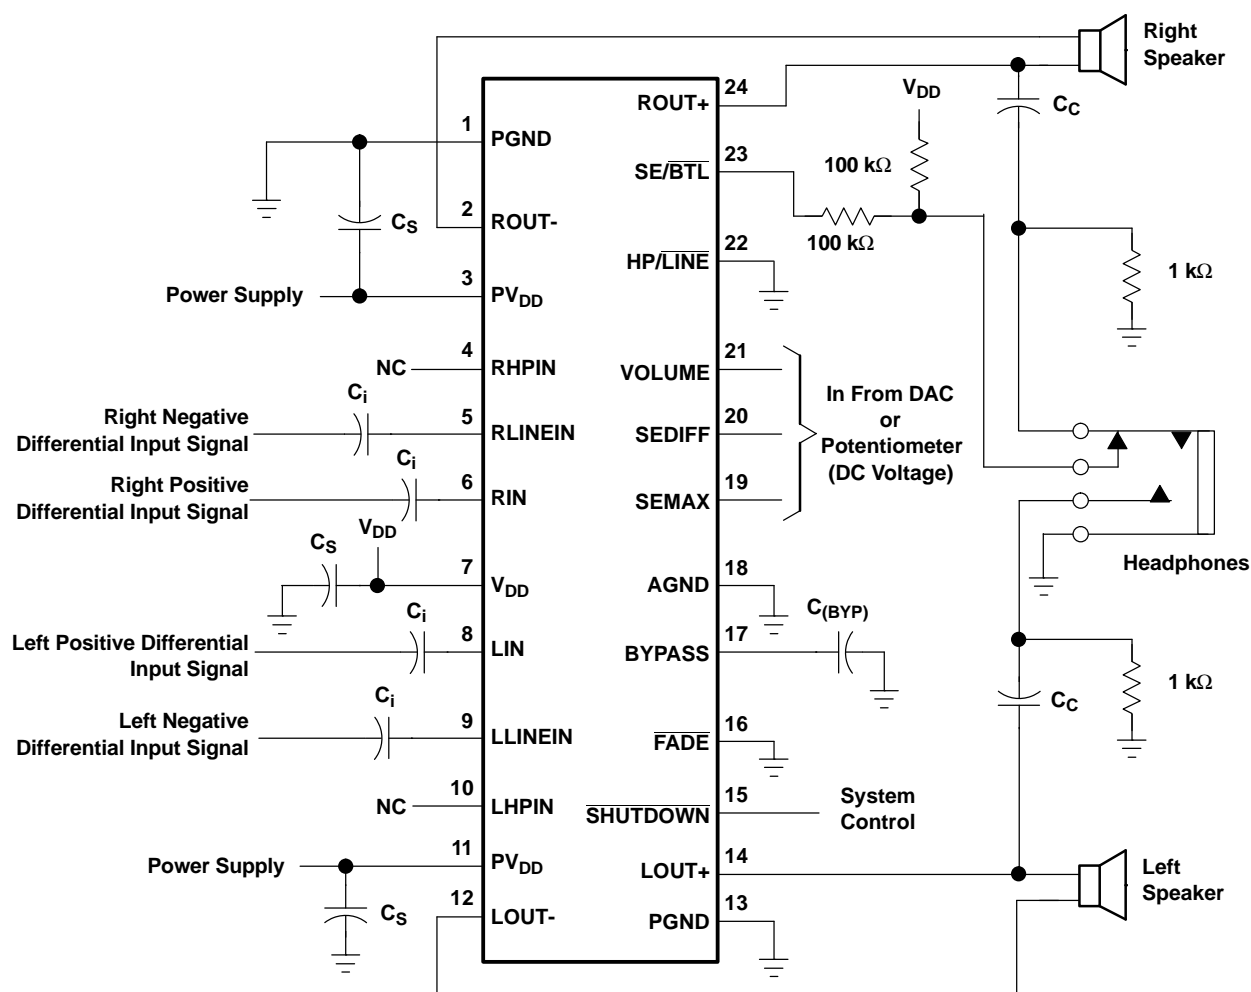 Right
Speaker
24
ROUT+
VDD
CC
1
PGND
23
SE/BTL
100 kΩ
100 kΩ
2
ROUT-
CS
22
HP/LINE
1 kΩ
Power Supply
3
PVDD
NC
4
RHPIN
21
VOLUME
Ci
Right Negative
Differential Input Signal
5
RLINEIN
20
SEDIFF
In From DAC
or
Potentiometer
(DC Voltage)
Ci
Right Positive
Differential Input Signal
6
RIN
19
SEMAX
VDD
CS
7
VDD
18
AGND
Headphones
Ci
Left Positive Differential
Input Signal
8
LIN
17
BYPASS
C(BYP)
Ci
Left Negative
Differential Input Signal
9
LLINEIN
16
FADE
CC
1 kΩ
NC
10
LHPIN
15
SHUTDOWN
System
Control
Power Supply
11
PVDD
14
LOUT+
Left
Speaker
CS
12
LOUT-
13
PGND